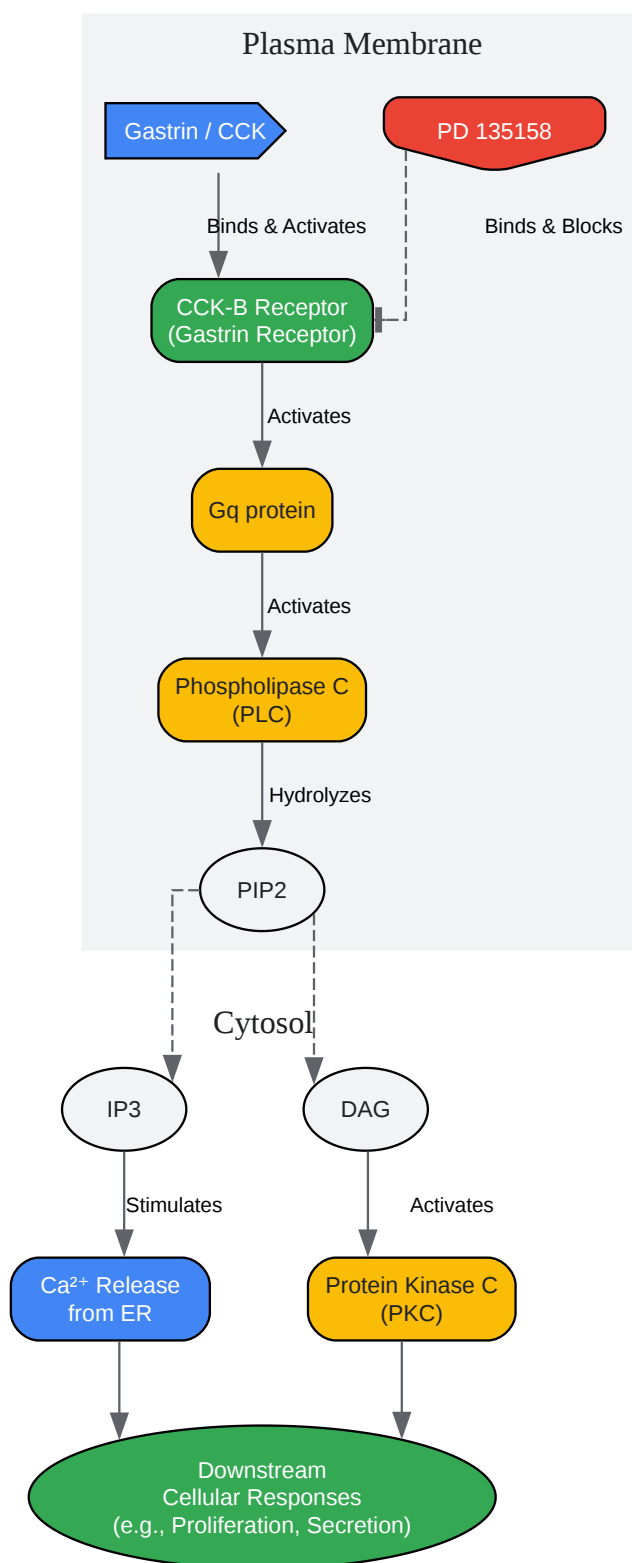 Plasma Membrane
Gastrin / CCK
PD 135158
Binds & Activates
Binds & Blocks
CCK-B Receptor
(Gastrin Receptor)
Activates
Gq protein
Activates
Phospholipase C
(PLC)
Hydrolyzes
PIP2
Cytosol
IP3
DAG
Stimulates
Activates
Ca²⁺ Release
from ER
Protein Kinase C
(PKC)
Downstream
Cellular Responses
(e.g., Proliferation, Secretion)